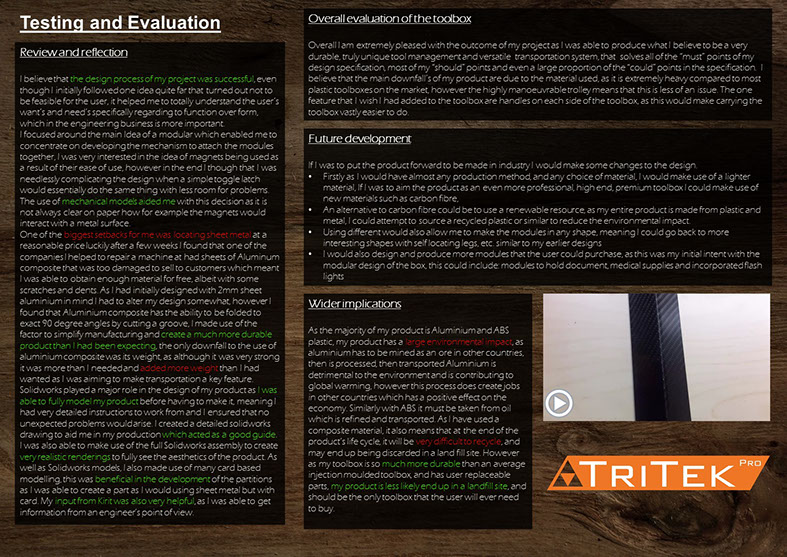 Testing and Evaluation
Review and reflection
I believe that the design process of my project was successful, even
though I initially followed one idea quite far that turned out not to
be feasible for the user, it helped me to totally understand the user's
want's and need's specifically regarding to function over form,
which in the engineering business is more important.
I focused around the main Idea of a modular which enabled me to
concentrate on developing the mechanism to attach the modules
together, I was very interested in the idea of magnets being used as
a result of their ease of use, however in the end I though that I was
needlessly complicating the design when a simple toggle latch
would essentially do the same thing with less room for problems.
The use of mechanical models aided me with this decision as it is
not always clear on paper how for example the magnets would
interact with a metal surface.
One of the biggest setbacks for me was locating sheet metal at a
reasonable price luckily after a few weeks I found that one of the
companies I helped to repair a machine at had sheets of Aluminum
composite that was too damaged to sell to customers which meant
I was able to obtain enough material for free, albeit with some
scratches and dents. As I had initially designed with 2mm sheet
aluminium in mind I had to alter my design somewhat, however I
found that Aluminium composite has the ability to be folded to
exact 90 degree angles by cutting a groove, I made use of the
factor to simplify manufacturing and create a much more durable
product than I had been expecting, the only downfall to the use of
aluminium composite was its weight, as although it was very strong
it was more than I needed and added more weight than I had
wanted as I was aiming to make transportation a key feature.
Solidworks played a major role in the design of my product as I was
able to fully model my product before having to make it, meaning I
had very detailed instructions to work from and I ensured that no
unexpected problems would arise. I created a detailed solidworks
drawing to aid me in my production which acted as a good guide.
I was also able to make use of the full Solidworks assembly to create
very realistic renderings to fully see the aesthetics of the product. As
well as Solidworks models, I also made use of many card based
modelling, this was beneficial in the development of the partitions
as I was able to create a part as I would using sheet metal but with
card. My input from Kirit was also very helpful, as I was able to get
information from an engineer's point of view.
Overall evaluation of the toolbox
Overall I am extremely pleased with the outcome of my project as I was able to produce what I believe to be a very
durable, truly unique tool management and versatile transportation system, that solves all of the "must" points of my
design specification, most of my "should" points and even a large proportion of the "could" points in the specification. I
believe that the main downfall's of my product are due to the material used, as it is extremely heavy compared to most
plastic toolboxes on the market, however the highly manoeuvrable trolley means that this is less of an issue. The one
feature that I wish I had added to the toolbox are handles on each side of the toolbox, as this would make carrying the
toolbox vastly easier to do.
Future development
If I was to put the product forward to be made in industry I would make some changes to the design.
• Firstly as I would have almost any production method, and any choice of material, I would make use of a lighter
material, If I was to aim the product as an even more professional, high end, premium toolbox I could make use of
new materials such as carbon fibre,
• An alternative to carbon fibre could be to use a renewable resource, as my entire product is made from plastic and
metal, I could attempt to source a recycled plastic or similar to reduce the environmental impact.
• Using different would also allow me to make the modules in any shape, meaning I could go back to more
interesting shapes with self locating legs, etc. similar to my earlier designs
• I would also design and produce more modules that the user could purchase, as this was my initial intent with the
modular design of the box, this could include: modules to hold document, medical supplies and incorporated flash
lights
Wider implications
As the majority of my product is Aluminium and ABS
plastic, my product has a large environmental impact, as
aluminium has to be mined as an ore in other countries,
then is processed, then transported Aluminium is
detrimental to the environment and is contributing to
global warming, however this process does create jobs
in other countries which has a positive effect on the
economy. Similarly with ABS it must be taken from oil
which is refined and transported. As I have used a
composite material, it also means that at the end of the
product's life cycle, it will be very difficult to recycle, and
may end up being discarded in a land fill site. However
as my toolbox is so much more durable than an average
injection moulded toolbox, and has user replaceable
parts, my product is less likely end up in a landfill site, and
should be the only toolbox that the user will ever need
to buy.
TRITEK PRO